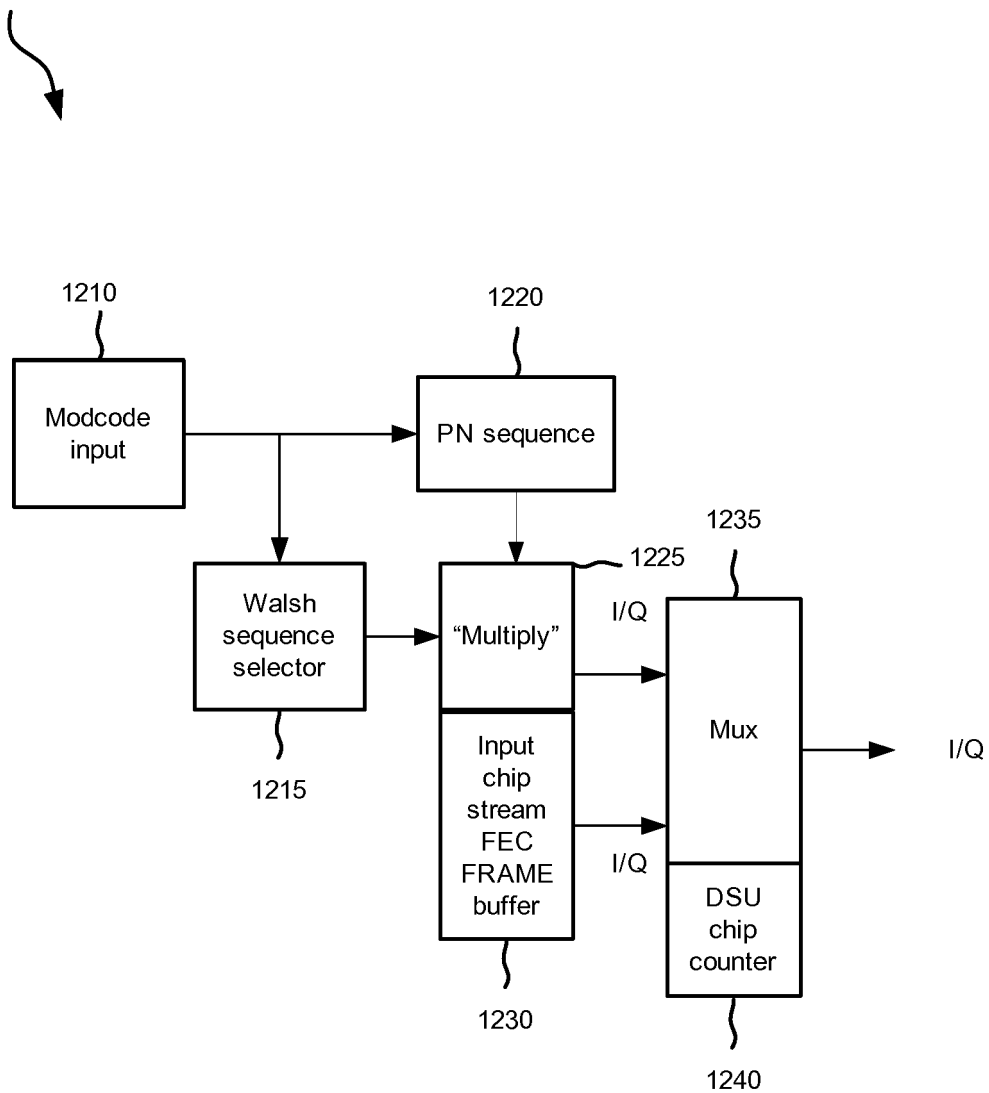 1210
1220
Modcode
input
PN sequence
1235
1225
Walsh
sequence
selector
"Multiply"
I/Q
Mux
I/Q
Input
chip
stream
FEC
FRAME
buffer
1215
I/Q
DSU
chip
counter
1230
1240